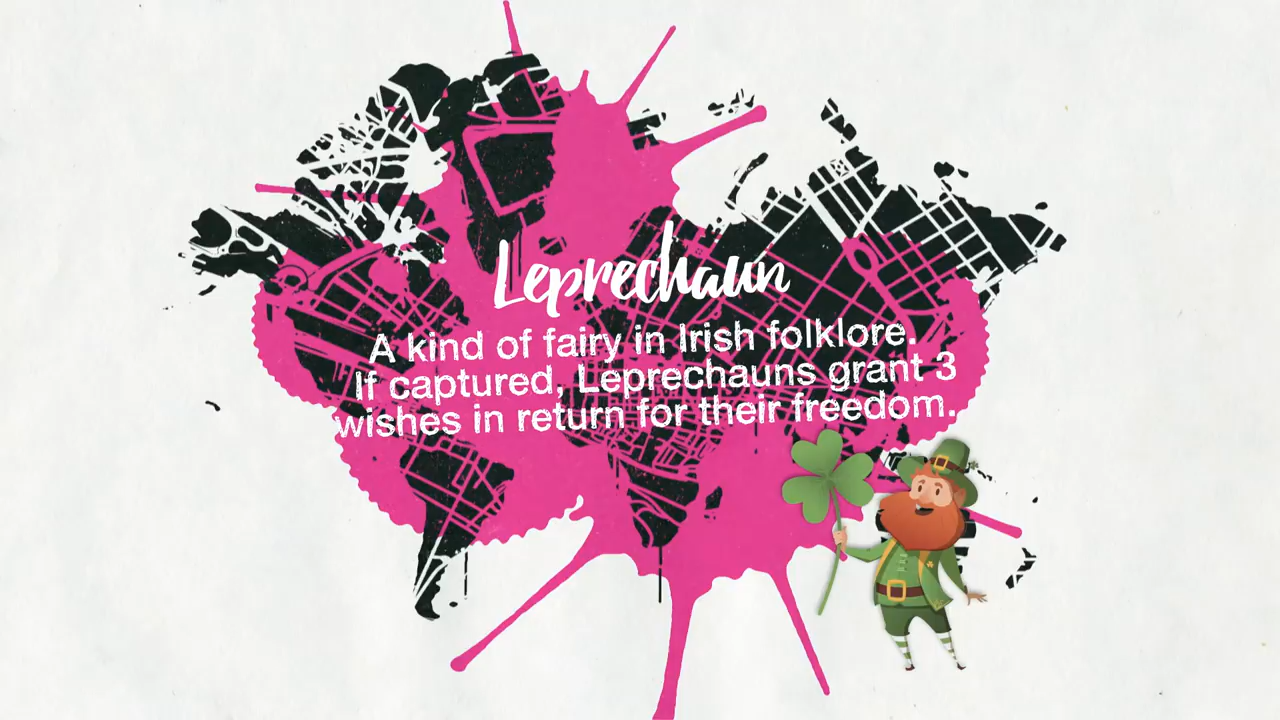 Leprechaun
A kind of fairy in Irish folklore.
If captured, Leprechauns grant 3
wishes in return for their freedom.